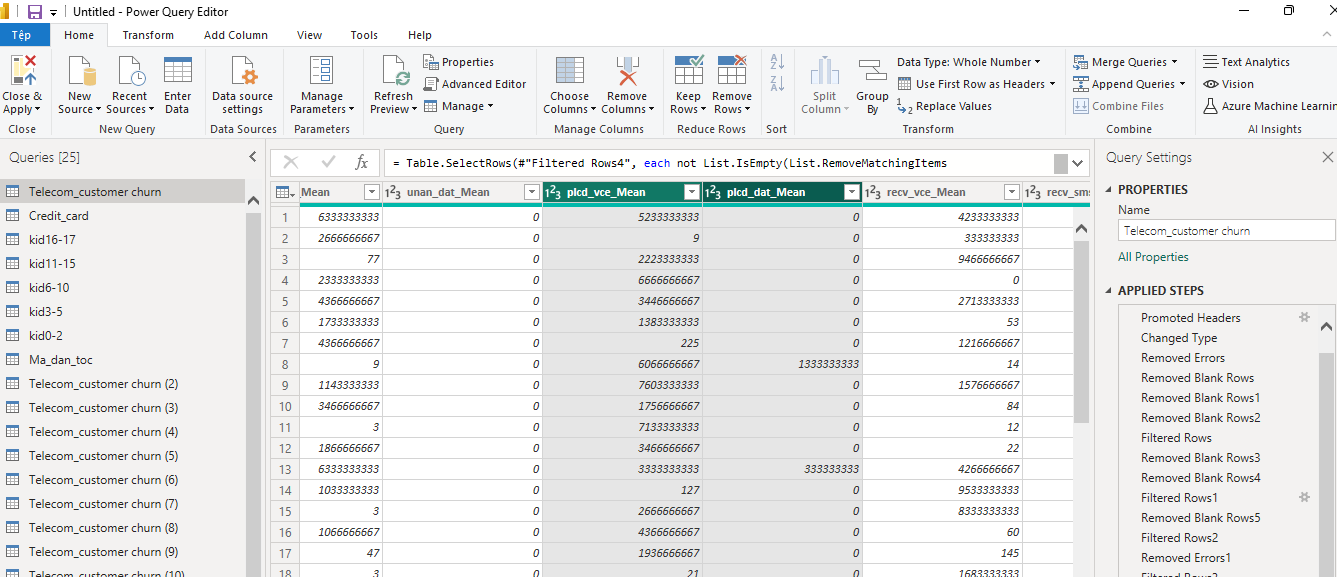 Untitled - Power Query Editor
Tệp Home Transform Add Column View Tools Help
Close & Apply
New Source
Recent Sources
Enter Data
Data source settings
Manage Parameters
Refresh Preview
Properties
Advanced Editor
Manage
Choose Columns
Remove Columns
Keep Rows
Remove Rows
Split Column
Group By
Data Type: Whole Number
Use First Row as Headers
Replace Values
Merge Queries
Append Queries
Combine Files
Text Analytics
Vision
Azure Machine Learnin
Close New Query Data Sources Parameters Query Manage Columns Reduce Rows Sort Transform Combine AI Insights
Queries [25]
Telecom_customer churn
Credit_card
kid16-17
kid11-15
kid6-10
kid3-5
kid0-2
Ma_dan_toc
Telecom_customer churn (2)
Telecom_customer churn (3)
Telecom_customer churn (4)
Telecom_customer churn (5)
Telecom_customer churn (6)
Telecom_customer churn (7)
Telecom_customer churn (8)
Telecom_customer churn (9)
Telecom_customer churn (10)
fx = Table.SelectRows(#"Filtered Rows4", each not List.IsEmpty(List.RemoveMatchingItems
Mean 123 unan_dat_Mean 123 plcd_vce_Mean 123 plcd_dat_Mean 123 recv_vce_Mean 123 recv_sms
1 6333333333 0 5233333333 0 4233333333
2 2666666667 0 9 0 333333333
3 77 0 2223333333 0 9466666667
4 2333333333 0 6666666667 0 0
5 4366666667 0 3446666667 0 2713333333
6 1733333333 0 1383333333 0 53
7 4366666667 0 225 0 1216666667
8 9 0 6066666667 1333333333 14
9 1143333333 0 7603333333 0 1576666667
10 3466666667 0 1756666667 0 84
11 3 0 7133333333 0 12
12 1866666667 0 3466666667 0 22
13 6333333333 0 3333333333 333333333 4266666667
14 1033333333 0 127 0 9533333333
15 3 0 2666666667 0 8333333333
16 1066666667 0 4366666667 0 60
17 47 0 1936666667 0 145
18 3 0 21 0 1683333333
Query Settings
PROPERTIES
Name
Telecom_customer churn
All Properties
APPLIED STEPS
Promoted Headers
Changed Type
Removed Errors
Removed Blank Rows
Removed Blank Rows1
Removed Blank Rows2
Filtered Rows
Removed Blank Rows3
Removed Blank Rows4
Filtered Rows1
Removed Blank Rows5
Filtered Rows2
Removed Errors1
Filtered Rows3